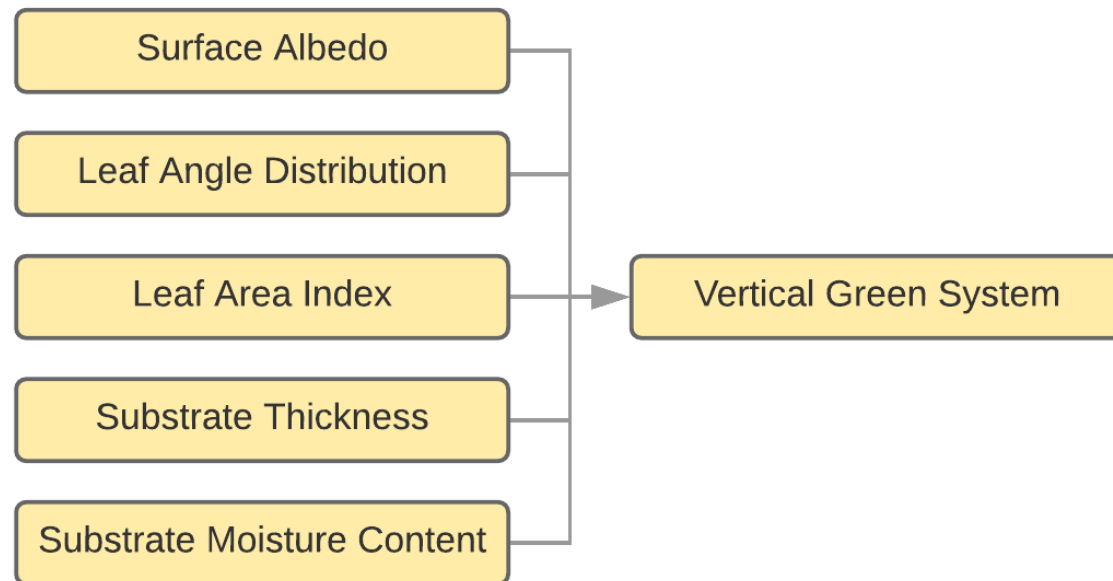 Surface Albedo
Leaf Angle Distribution
Leaf Area Index
Vertical Green System
Substrate Thickness
Substrate Moisture Content